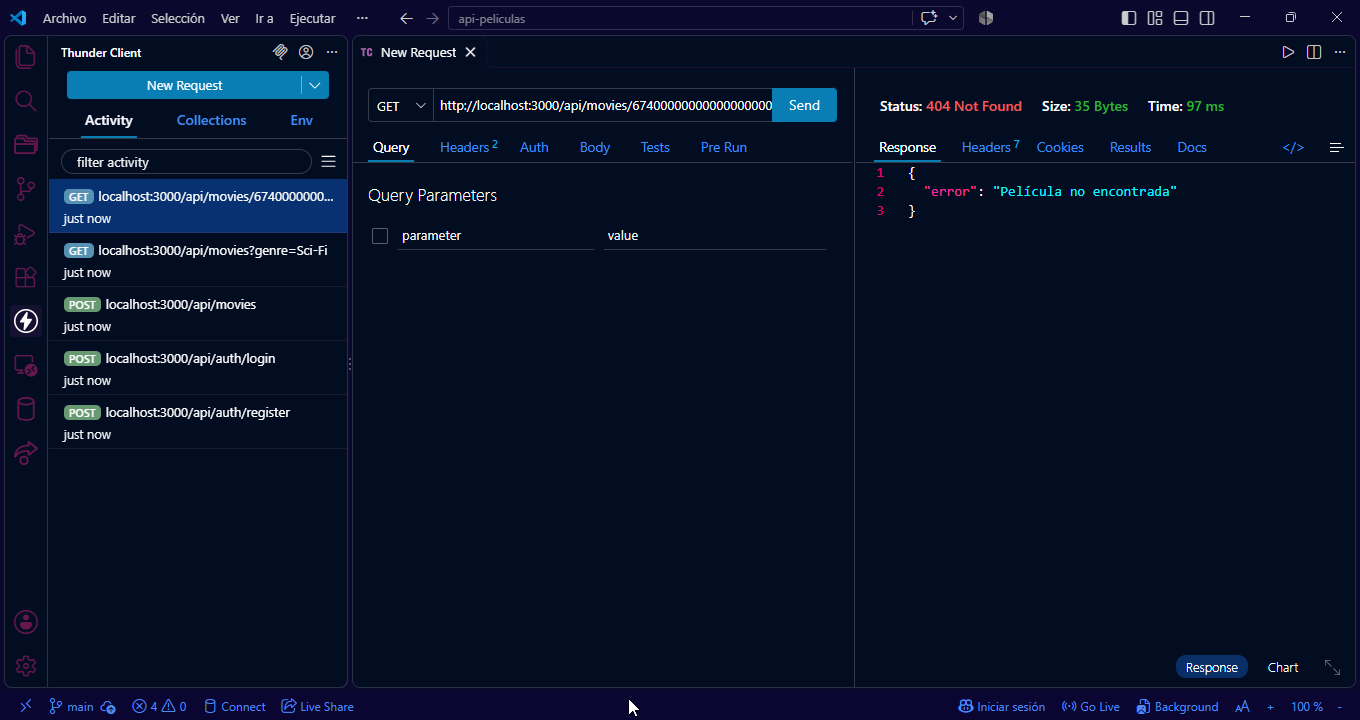 Archivo Editar Selección Ver Ir a Ejecutar ··· api-peliculas
Thunder Client
New Request
Activity Collections Env
filter activity
GET localhost:3000/api/movies/6740000000...
just now
GET localhost:3000/api/movies?genre=Sci-Fi
just now
POST localhost:3000/api/movies
just now
POST localhost:3000/api/auth/login
just now
POST localhost:3000/api/auth/register
just now
TC New Request
GET http://localhost:3000/api/movies/6740000000000000000000 Send
Query Headers 2 Auth Body Tests Pre Run
Query Parameters
parameter value
Status: 404 Not Found Size: 35 Bytes Time: 97 ms
Response Headers 7 Cookies Results Docs </>
1 {
2 "error": "Película no encontrada"
3 }
Response Chart
main 4 0 Connect Live Share Iniciar sesión Go Live Background AA + 100 % -